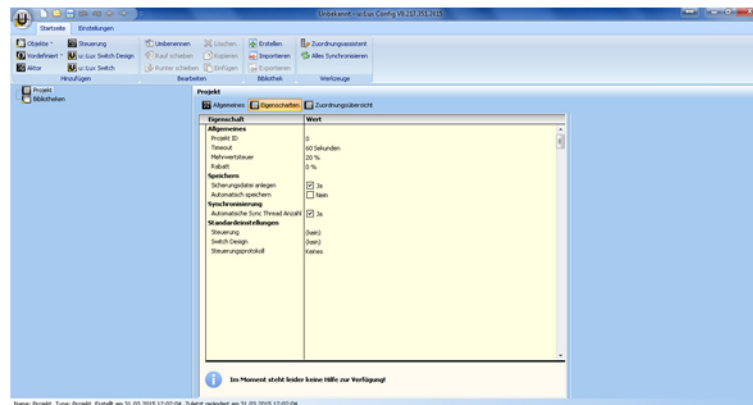 Unbekannt - u::Lux Config V0.217.351.2615
Startseite Einstellungen
Objekte Steuerung Umbenennen Löschen Erstellen Zuordnungsassistent
Vordefiniert u::Lux Switch Design Rauf schieben Kopieren Importieren Alles Synchronisieren
Aktor u::Lux Switch Runter schieben Einfügen Exportieren
Hinzufügen Bearbeiten Bibliothek Werkzeuge
Projekt
Bibliotheken
Projekt
Allgemeines Eigenschaften Zuordnungsübersicht
Eigenschaft Wert
Allgemeines
Projekt ID 0
Timeout 60 Sekunden
Mehrwertsteuer 20 %
Rabatt 0 %
Speichern
Sicherungsdatei anlegen Ja
Automatisch speichern Nein
Synchronisierung
Automatische Sync Thread Anzahl Ja
Standardeinstellungen
Steuerung (kein)
Switch Design (kein)
Steuerungsprotokoll Keines
Im Moment steht leider keine Hilfe zur Verfügung!
Name: Projekt, Type: Projekt, Erstellt am 31.03.2015 12:02:04, Zuletzt geändert am 31.03.2015 12:02:04